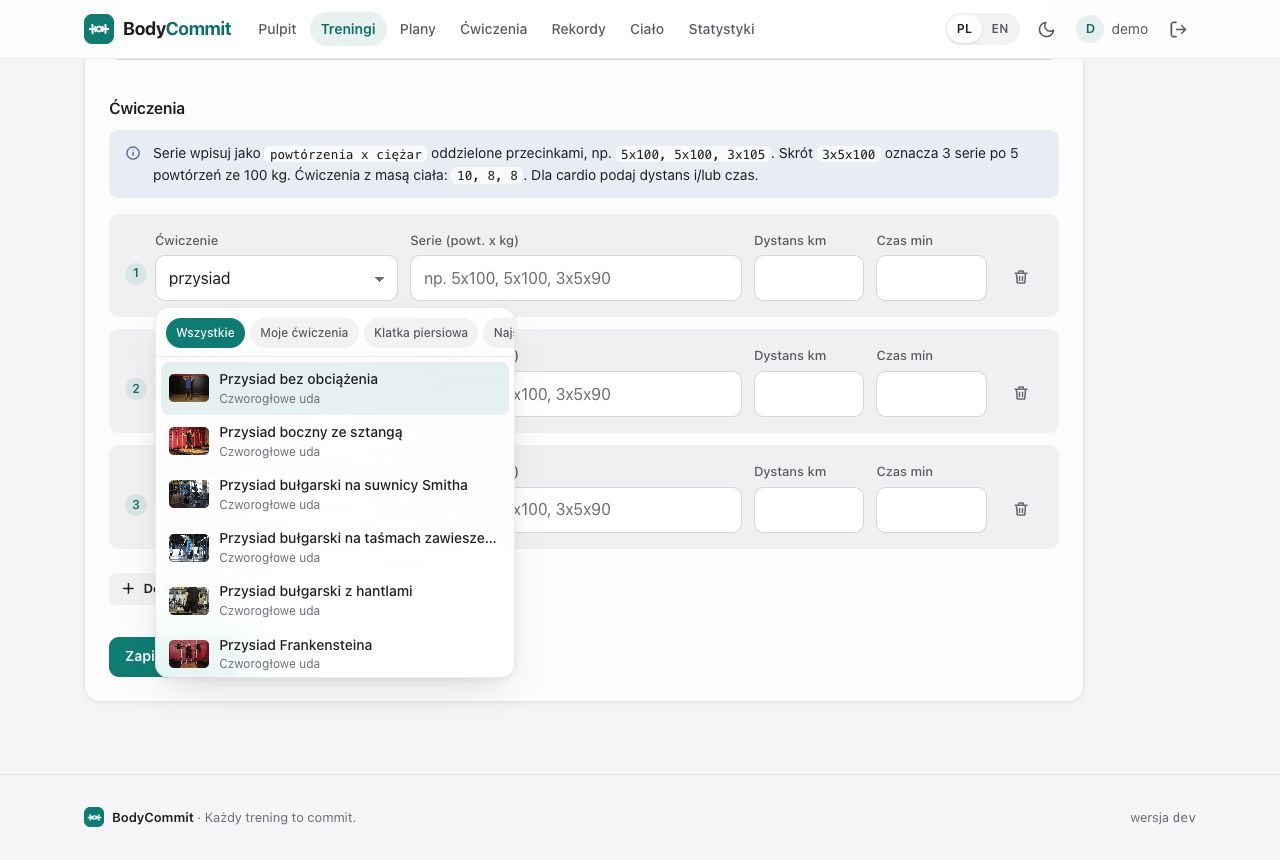 BodyCommit Pulpit Treningi Plany Ćwiczenia Rekordy Ciało Statystyki PL EN D demo
Ćwiczenia
Serie wpisuj jako powtórzenia x ciężar oddzielone przecinkami, np. 5x100, 5x100, 3x105. Skrót 3x5x100 oznacza 3 serie po 5
powtórzeń ze 100 kg. Ćwiczenia z masą ciała: 10, 8, 8. Dla cardio podaj dystans i/lub czas.
Ćwiczenie Serie (powt. x kg) Dystans km Czas min
1 przysiad np. 5x100, 5x100, 3x5x90
Wszystkie Moje ćwiczenia Klatka piersiowa
Przysiad bez obciążenia
Czworogłowe uda
Przysiad boczny ze sztangą
Czworogłowe uda
Przysiad bułgarski na suwnicy Smitha
Czworogłowe uda
Przysiad bułgarski na taśmach zawiesze...
Czworogłowe uda
Przysiad bułgarski z hantlami
Czworogłowe uda
Przysiad Frankensteina
Czworogłowe uda
) Dystans km Czas min
2 x100, 3x5x90
) Dystans km Czas min
3 x100, 3x5x90
BodyCommit · Każdy trening to commit. wersja dev